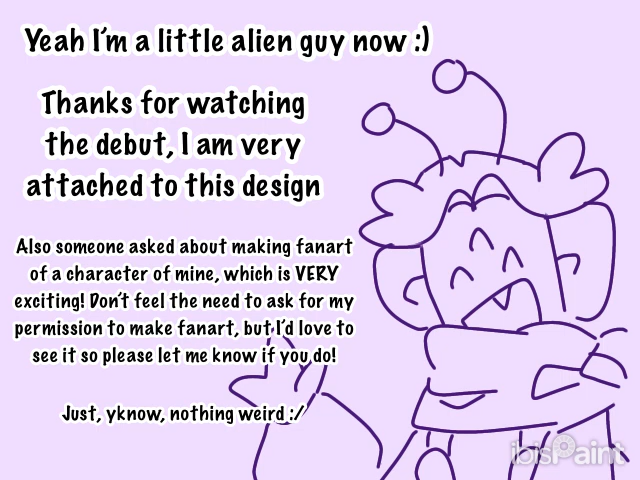 Yeah I'm a little alien guy now :)
Thanks for watching
the debut, I am very
attached to this design
Also someone asked about making fanart
of a character of mine, which is VERY
exciting! Don't feel the need to ask for my
permission to make fanart, but I'd love to
see it so please let me know if you do!
Just, yknow, nothing weird :/
ibisPaint